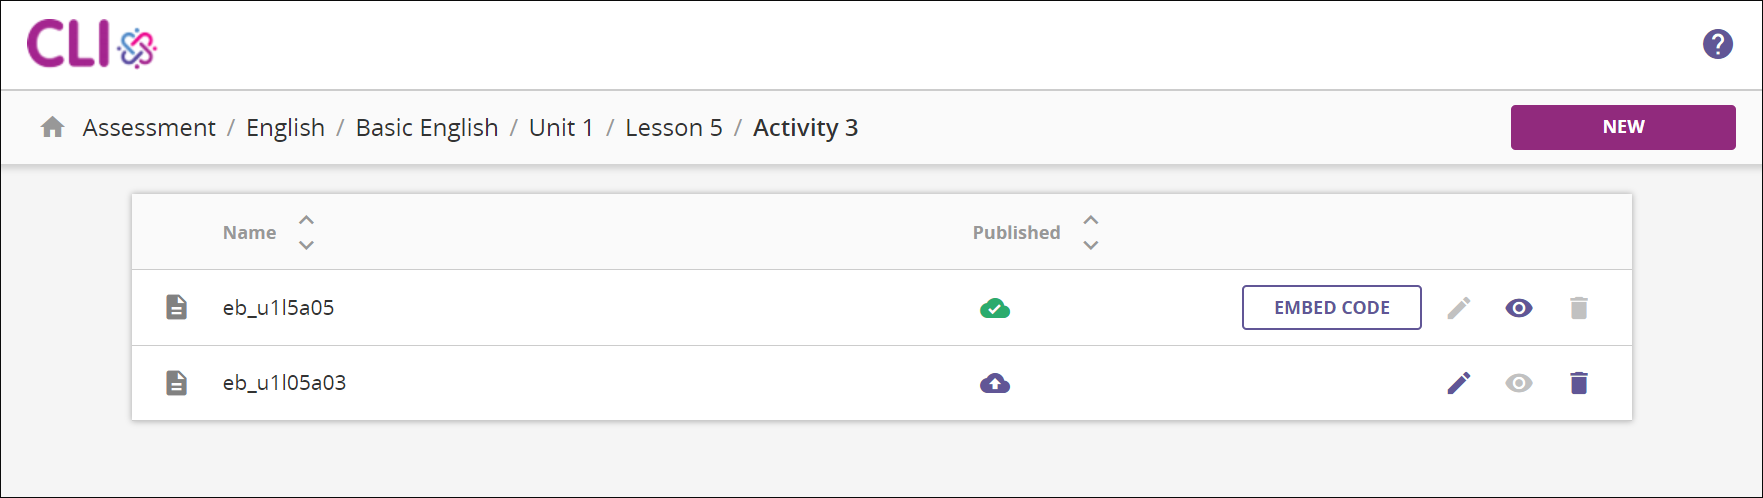 CLI
?
Assessment / English / Basic English / Unit 1 / Lesson 5 / Activity 3
NEW
Name
Published
eb_u1l5a05
EMBED CODE
eb_u1l05a03